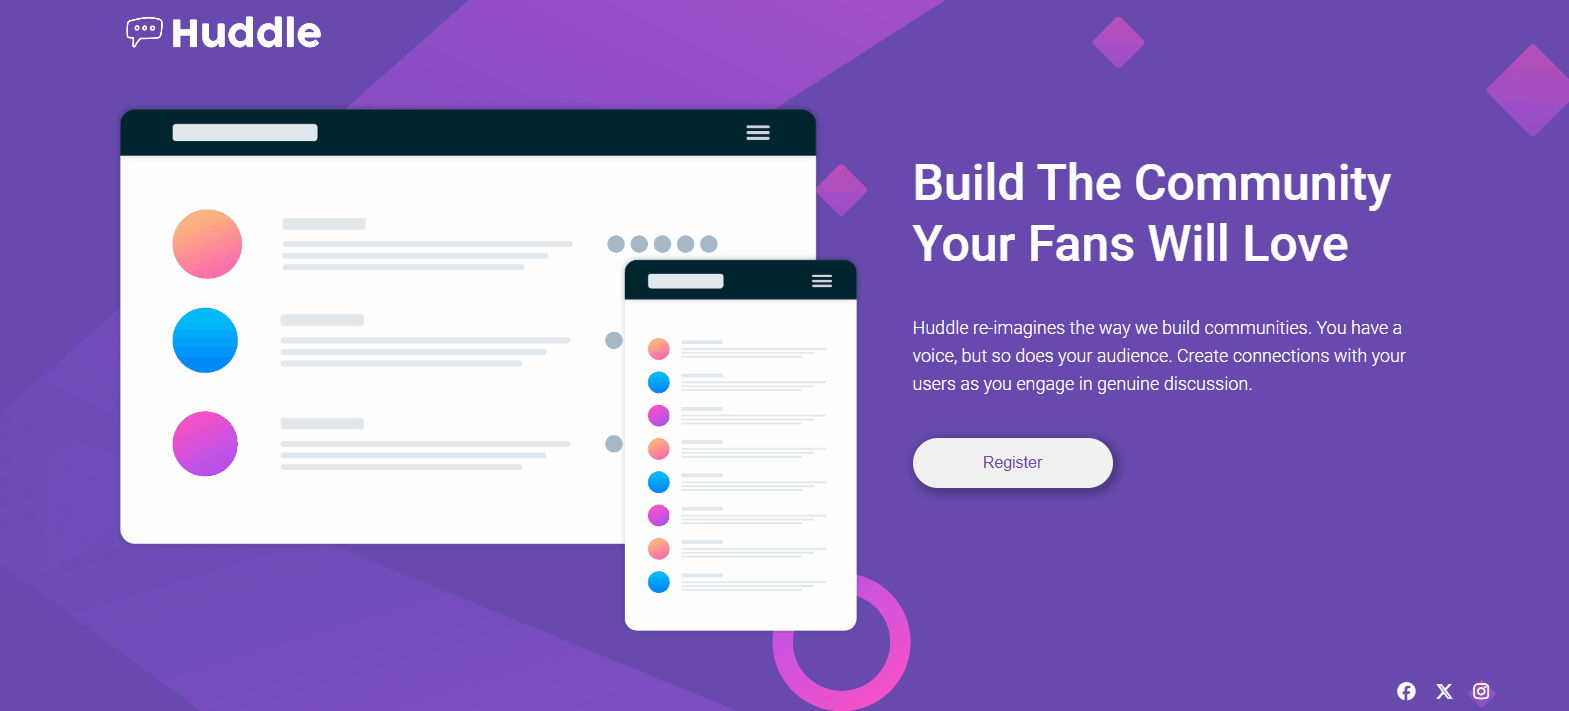 Huddle
Build The Community
Your Fans Will Love
Huddle re-imagines the way we build communities. You have a
voice, but so does your audience. Create connections with your
users as you engage in genuine discussion.
Register